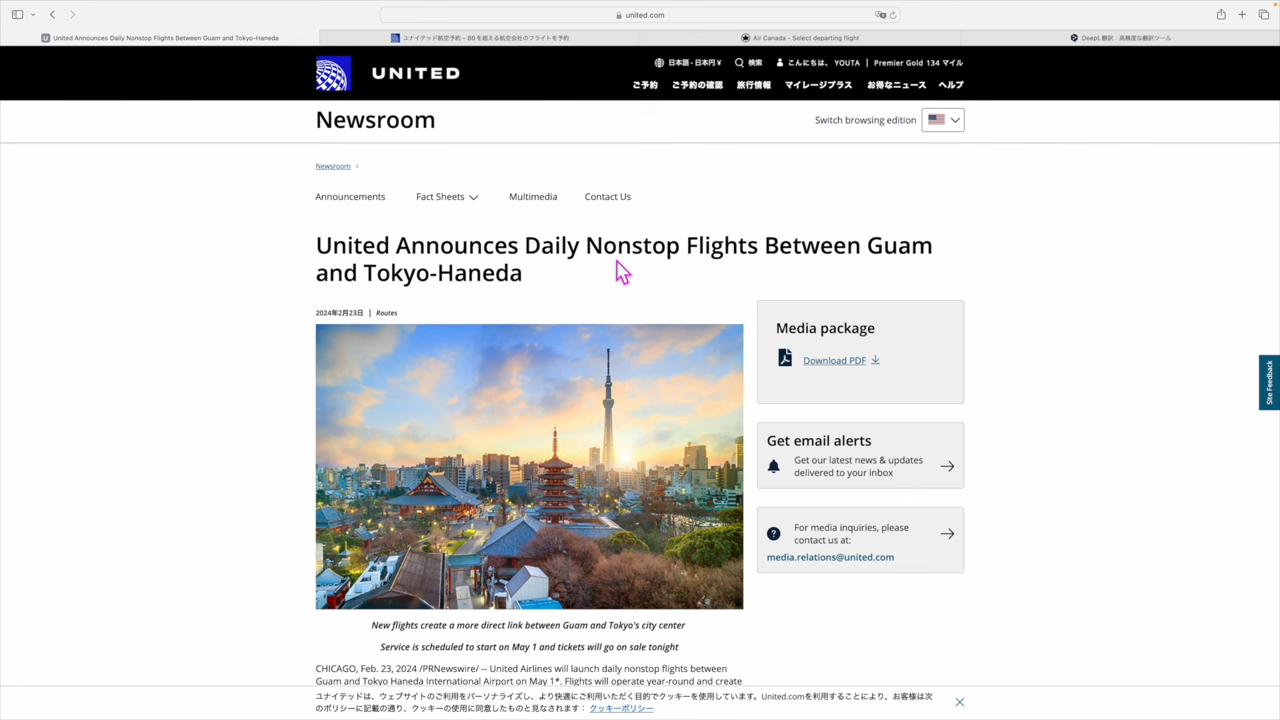 united.com
United Announces Daily Nonstop Flights Between Guam and Tokyo-Haneda
ユナイテッド航空予約 – 80を超える航空会社のフライトを予約
Air Canada - Select departing flight
DeepL翻訳：高精度な翻訳ツール
UNITED
日本語 - 日本円 ¥
検索
こんにちは、 YOUTA | Premier Gold 134 マイル
ご予約 ご予約の確認 旅行情報 マイレージプラス お得なニュース ヘルプ
Newsroom
Switch browsing edition
Newsroom ›
Announcements Fact Sheets Multimedia Contact Us
United Announces Daily Nonstop Flights Between Guam
and Tokyo-Haneda
2024年2月23日 | Routes
Media package
Download PDF
Get email alerts
Get our latest news & updates
delivered to your inbox
For media inquiries, please
contact us at:
media.relations@united.com
Site Feedback
New flights create a more direct link between Guam and Tokyo's city center
Service is scheduled to start on May 1 and tickets will go on sale tonight
CHICAGO, Feb. 23, 2024 /PRNewswire/ -- United Airlines will launch daily nonstop flights between
Guam and Tokyo Haneda International Airport on May 1*. Flights will operate year-round and create
ユナイテッドは、ウェブサイトのご利用をパーソナライズし、より快適にご利用いただく目的でクッキーを使用しています。United.comを利用することにより、お客様は次
のポリシーに記載の通り、クッキーの使用に同意したものと見なされます： クッキーポリシー